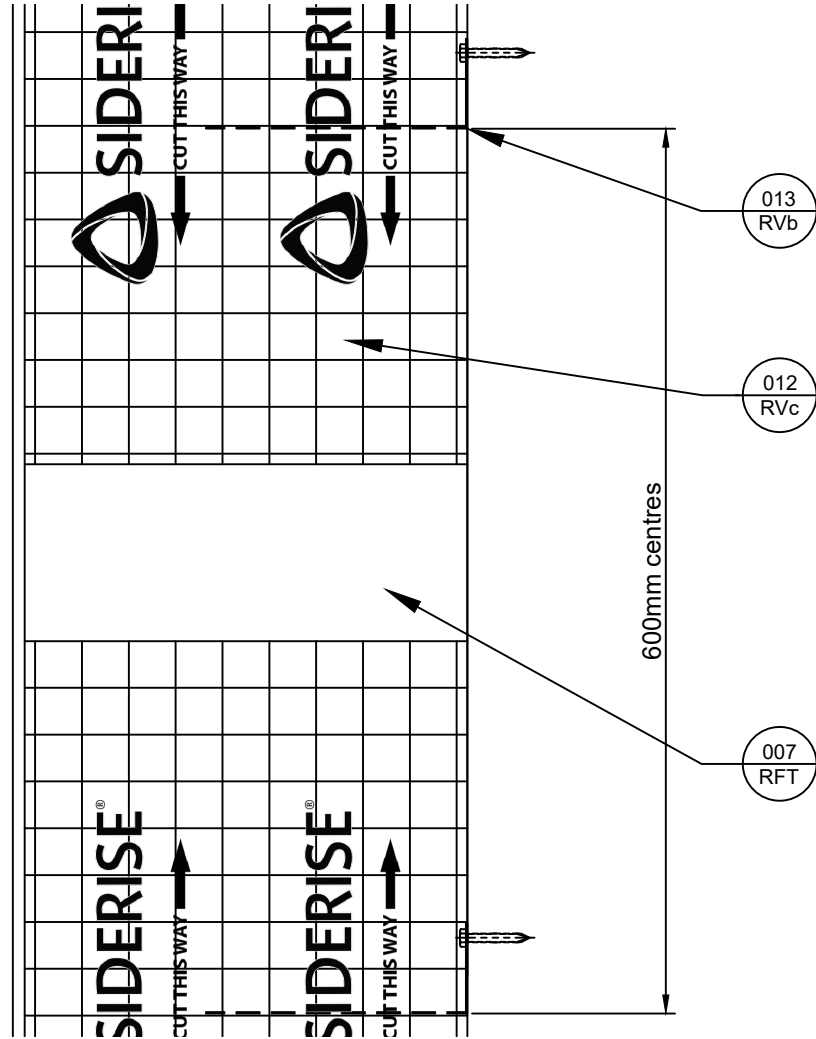 SIDERI
CUT THIS WAY
SIDERI
CUT THIS WAY
013
RVb
012
RVc
600mm centres
007
RFT
SIDERISE®
CUT THIS WAY
SIDERISE®
CUT THIS WAY